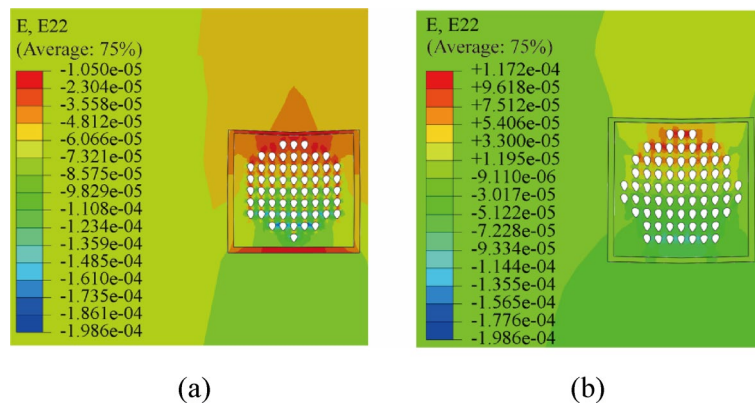 E, E22
(Average: 75%)
-1.050e-05
-2.304e-05
-3.558e-05
-4.812e-05
-6.066e-05
-7.321e-05
-8.575e-05
-9.829e-05
-1.108e-04
-1.234e-04
-1.359e-04
-1.485e-04
-1.610e-04
-1.735e-04
-1.861e-04
-1.986e-04
(a)
E, E22
(Average: 75%)
+1.172e-04
+9.618e-05
+7.512e-05
+5.406e-05
+3.300e-05
+1.195e-05
-9.110e-06
-3.017e-05
-5.122e-05
-7.228e-05
-9.334e-05
-1.144e-04
-1.355e-04
-1.565e-04
-1.776e-04
-1.986e-04
(b)